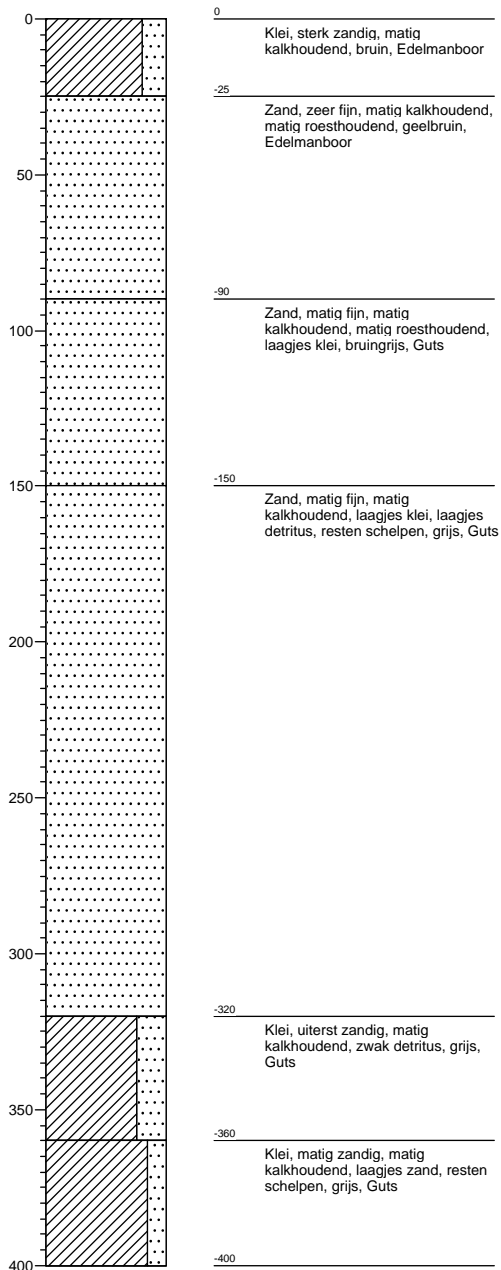 0
0
Klei, sterk zandig, matig
kalkhoudend, bruin, Edelmanboor
-25
Zand, zeer fijn, matig kalkhoudend,
matig roesthoudend, geelbruin,
Edelmanboor
50
-90
Zand, matig fijn, matig
kalkhoudend, matig roesthoudend,
laagjes klei, bruingrijs, Guts
100
150
-150
Zand, matig fijn, matig
kalkhoudend, laagjes klei, laagjes
detritus, resten schelpen, grijs, Guts
200
250
300
-320
Klei, uiterst zandig, matig
kalkhoudend, zwak detritus, grijs,
Guts
350
-360
Klei, matig zandig, matig
kalkhoudend, laagjes zand, resten
schelpen, grijs, Guts
400
-400